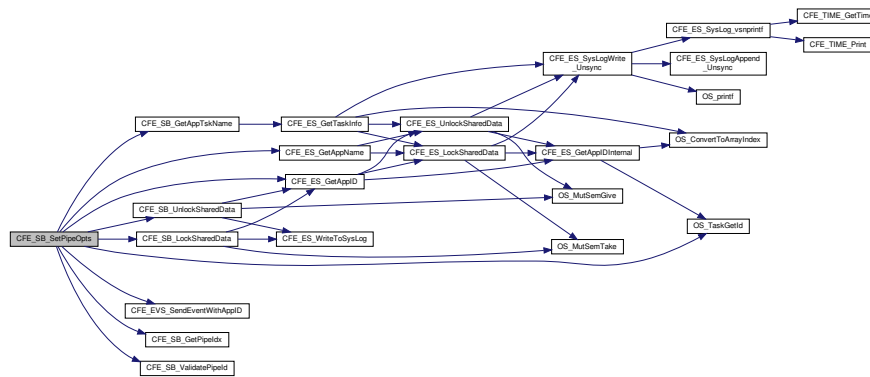 CFE_TIME_GetTime
CFE_ES_SysLog_vsnprintf
CFE_TIME_Print
CFE_ES_SysLogWrite
_Unsync
CFE_ES_SysLogAppend
_Unsync
OS_printf
CFE_SB_GetAppTskName
CFE_ES_GetTaskInfo
CFE_ES_UnlockSharedData
OS_ConvertToArrayIndex
CFE_ES_GetAppName
CFE_ES_LockSharedData
CFE_ES_GetAppIDInternal
CFE_ES_GetAppID
OS_MutSemGive
CFE_SB_UnlockSharedData
OS_TaskGetId
CFE_SB_SetPipeOpts
CFE_SB_LockSharedData
CFE_ES_WriteToSysLog
OS_MutSemTake
CFE_EVS_SendEventWithAppID
CFE_SB_GetPipeIdx
CFE_SB_ValidatePipeId